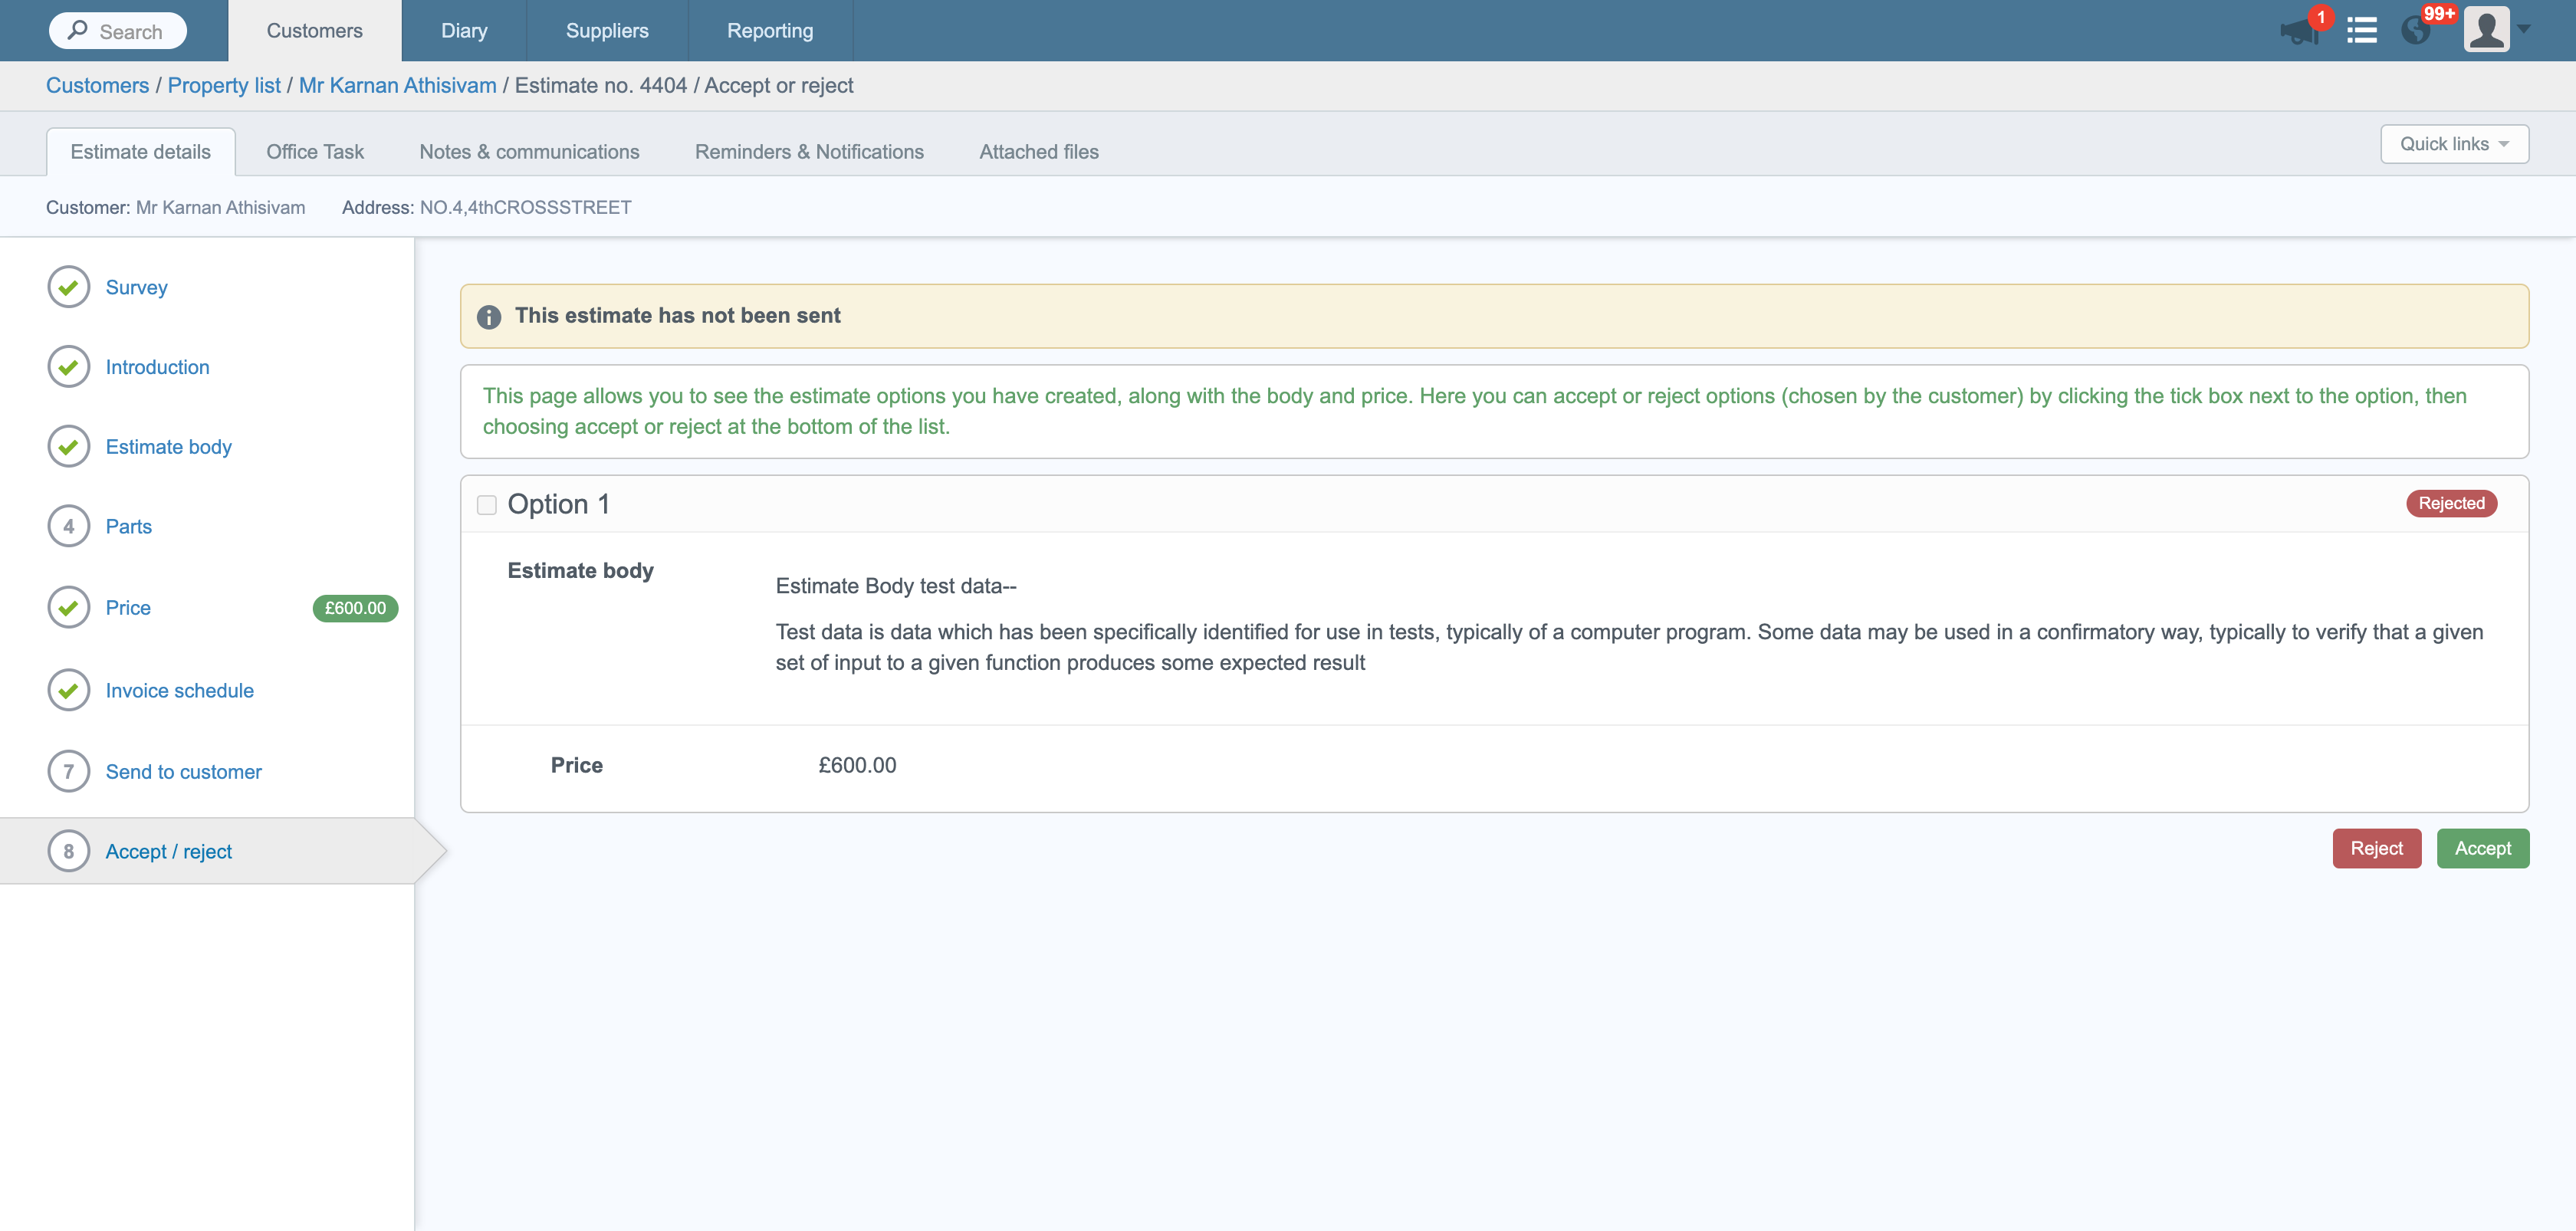 Search
Customers
Diary
Suppliers
Reporting
1
99+
Customers / Property list / Mr Karnan Athisivam / Estimate no. 4404 / Accept or reject
Estimate details
Office Task
Notes & communications
Reminders & Notifications
Attached files
Quick links
Customer: Mr Karnan Athisivam
Address: NO.4,4thCROSSSTREET
Survey
Introduction
Estimate body
4 Parts
Price £600.00
Invoice schedule
7 Send to customer
8 Accept / reject
This estimate has not been sent
This page allows you to see the estimate options you have created, along with the body and price. Here you can accept or reject options (chosen by the customer) by clicking the tick box next to the option, then
choosing accept or reject at the bottom of the list.
Option 1
Rejected
Estimate body
Estimate Body test data--
Test data is data which has been specifically identified for use in tests, typically of a computer program. Some data may be used in a confirmatory way, typically to verify that a given
set of input to a given function produces some expected result
Price £600.00
Reject
Accept